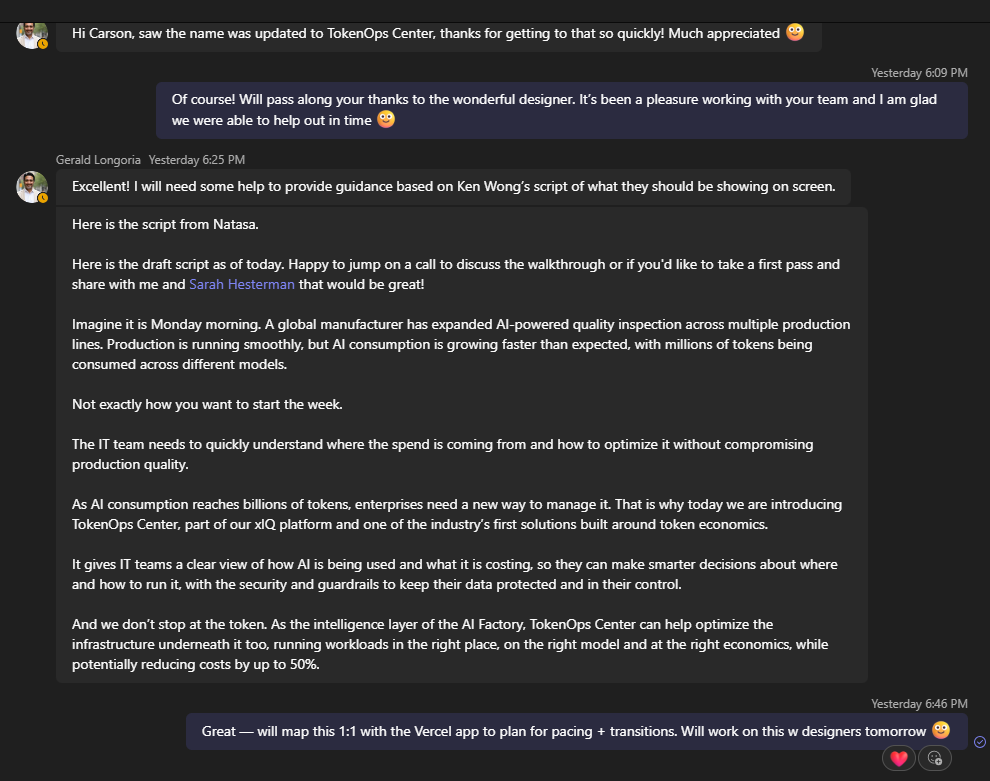 Hi Carson, saw the name was updated to TokenOps Center, thanks for getting to that so quickly! Much appreciated 🙂
Yesterday 6:09 PM
Of course! Will pass along your thanks to the wonderful designer. It’s been a pleasure working with your team and I am glad
we were able to help out in time 🙂
Gerald Longoria Yesterday 6:25 PM
Excellent! I will need some help to provide guidance based on Ken Wong’s script of what they should be showing on screen.
Here is the script from Natasa.
Here is the draft script as of today. Happy to jump on a call to discuss the walkthrough or if you'd like to take a first pass and
share with me and Sarah Hesterman that would be great!
Imagine it is Monday morning. A global manufacturer has expanded AI-powered quality inspection across multiple production
lines. Production is running smoothly, but AI consumption is growing faster than expected, with millions of tokens being
consumed across different models.
Not exactly how you want to start the week.
The IT team needs to quickly understand where the spend is coming from and how to optimize it without compromising
production quality.
As AI consumption reaches billions of tokens, enterprises need a new way to manage it. That is why today we are introducing
TokenOps Center, part of our xIQ platform and one of the industry’s first solutions built around token economics.
It gives IT teams a clear view of how AI is being used and what it is costing, so they can make smarter decisions about where
and how to run it, with the security and guardrails to keep their data protected and in their control.
And we don’t stop at the token. As the intelligence layer of the AI Factory, TokenOps Center can help optimize the
infrastructure underneath it too, running workloads in the right place, on the right model and at the right economics, while
potentially reducing costs by up to 50%.
Yesterday 6:46 PM
Great — will map this 1:1 with the Vercel app to plan for pacing + transitions. Will work on this w designers tomorrow 🙂